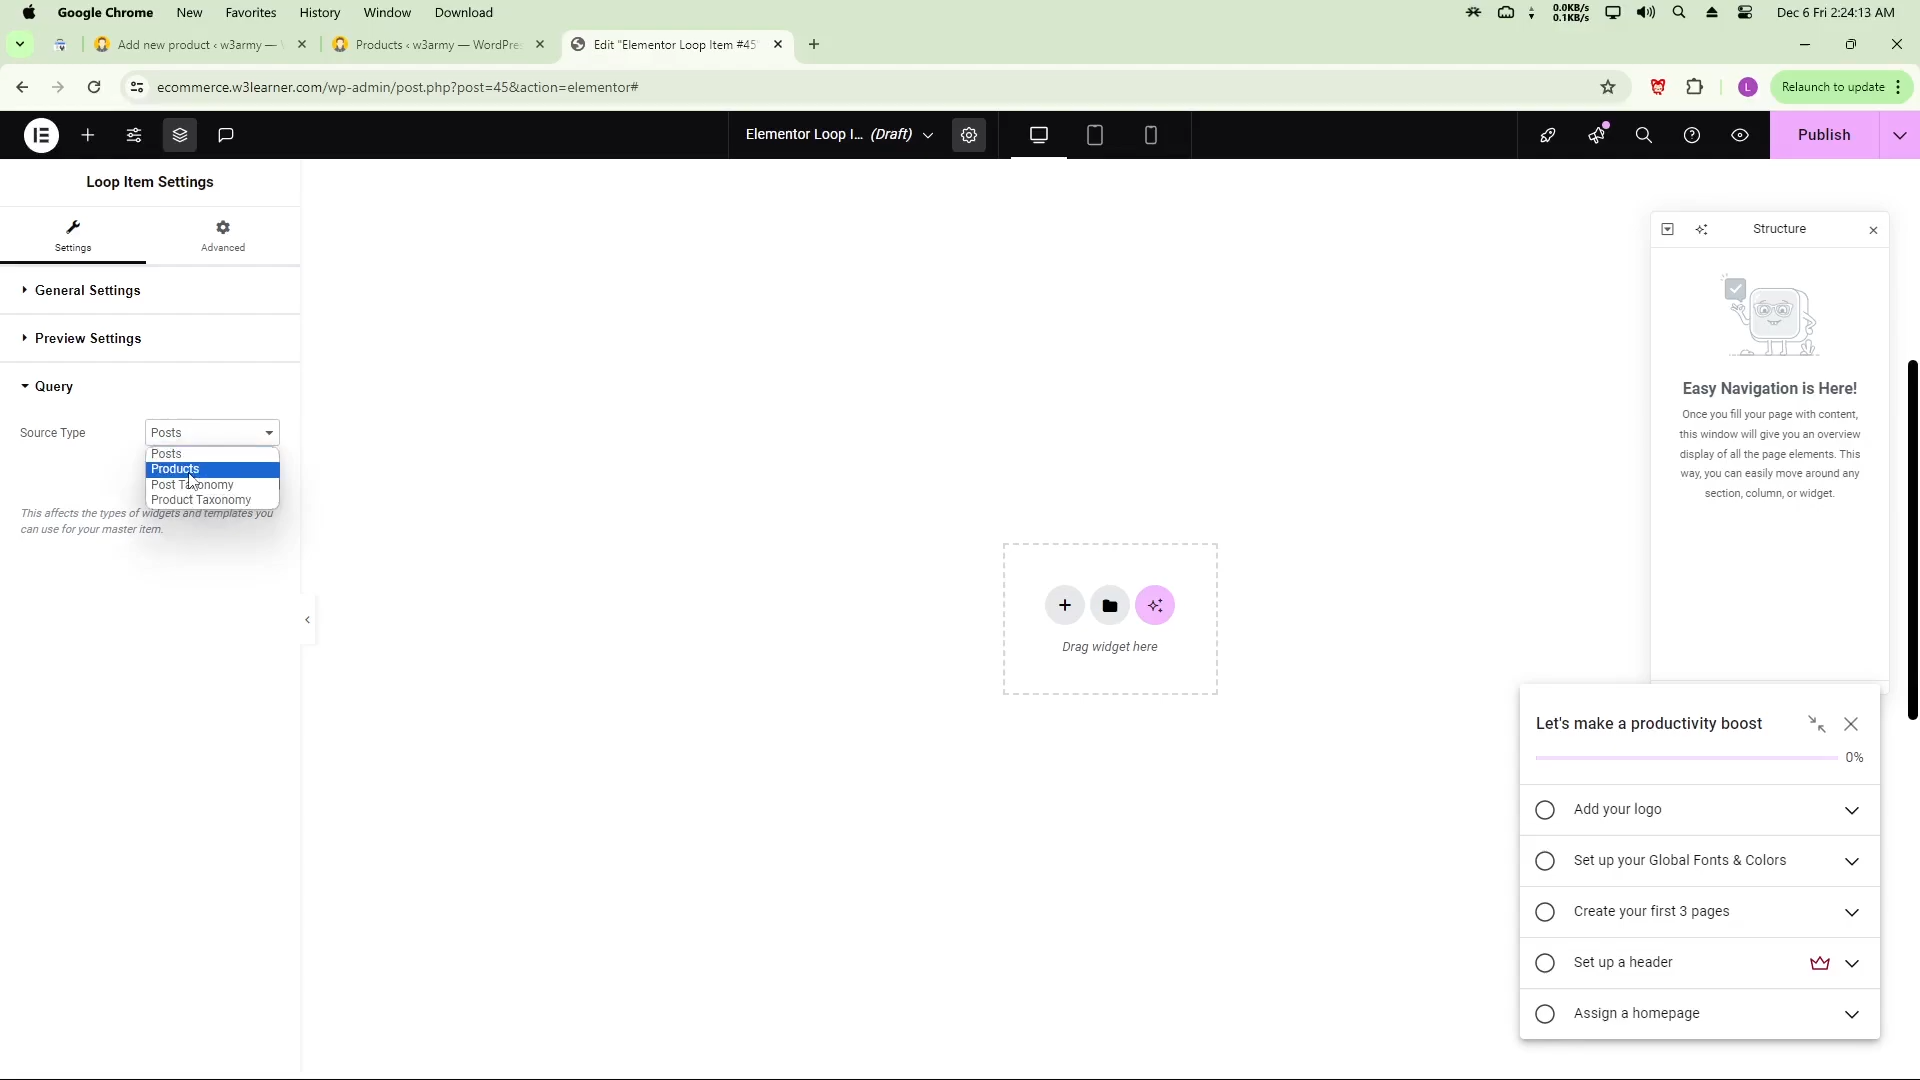 Google Chrome New Favorites History Window Download 0.0KB/s 0.1KB/s Dec 6 Fri 2:24:13 AM
Add new product ‹ w3army — Products ‹ w3army — WordPre Edit "Elementor Loop Item #45"
ecommerce.w3learner.com/wp-admin/post.php?post=45&action=elementor# L Relaunch to update
Elementor Loop I... (Draft) Publish
Loop Item Settings
Settings Advanced
General Settings
Preview Settings
Query
Source Type Posts
Posts
Products
Post Taxonomy
Product Taxonomy
This affects the types of widgets and templates you
can use for your master item.
Drag widget here
Structure
Easy Navigation is Here!
Once you fill your page with content,
this window will give you an overview
display of all the page elements. This
way, you can easily move around any
section, column, or widget.
Let's make a productivity boost
0%
Add your logo
Set up your Global Fonts & Colors
Create your first 3 pages
Set up a header
Assign a homepage